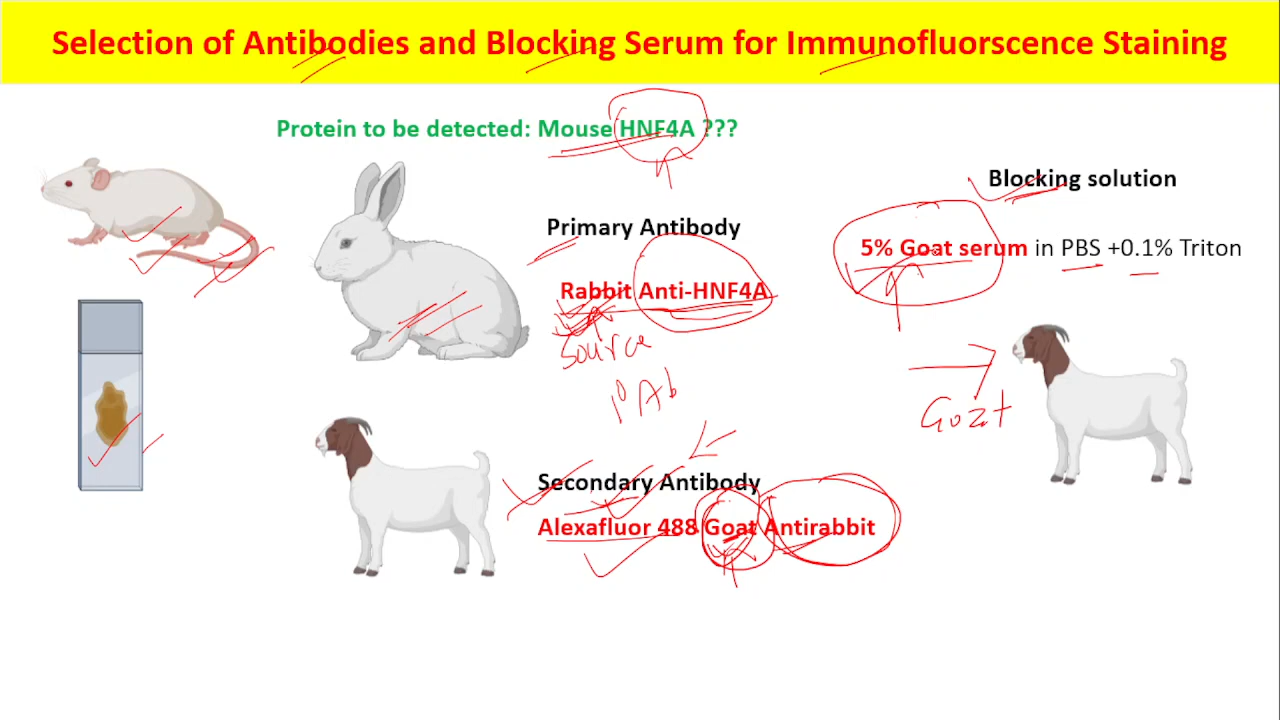 Selection of Antibodies and Blocking Serum for Immunofluorscence Staining
Protein to be detected: Mouse HNF4A ???
Primary Antibody
Rabbit Anti-HNF4A
Source
1° Ab
Secondary Antibody
Alexafluor 488 Goat Antirabbit
Blocking solution
5% Goat serum in PBS +0.1% Triton
Goat